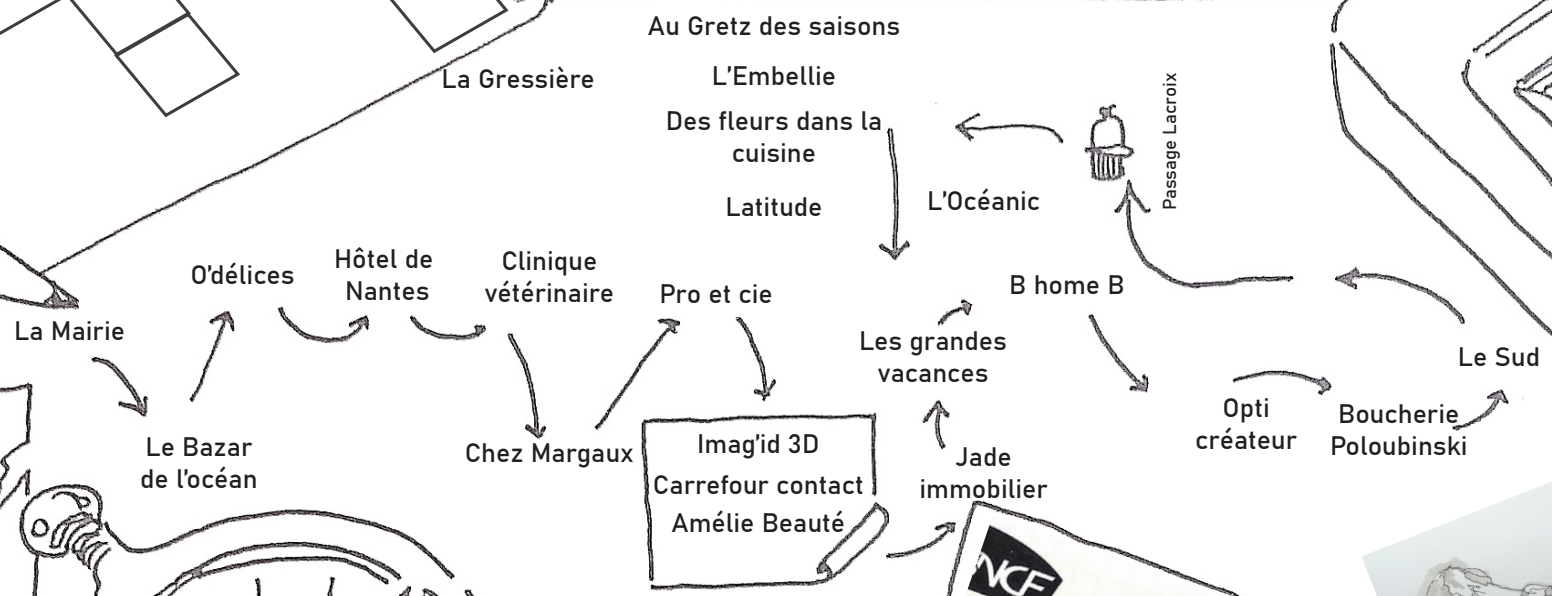 Au Gretz des saisons
La Gressière
L'Embellie
Des fleurs dans la
cuisine
Passage Lacroix
Latitude
L'Océanic
O'délices
Hôtel de
Nantes
Clinique
vétérinaire
Pro et cie
B home B
La Mairie
Les grandes
vacances
Le Sud
Le Bazar
de l'océan
Chez Margaux
Imag'id 3D
Carrefour contact
Amélie Beauté
Jade
immobilier
Opti
créateur
Boucherie
Poloubinski
NCF